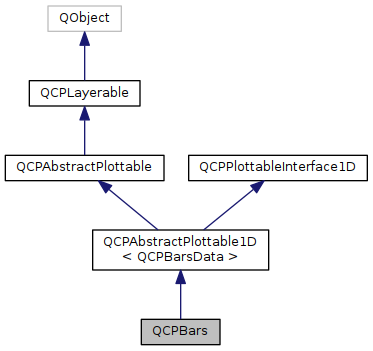 QObject
QCPLayerable
QCPAbstractPlottable
QCPPlottableInterface1D
QCPAbstractPlottable1D
< QCPBarsData >
QCPBars